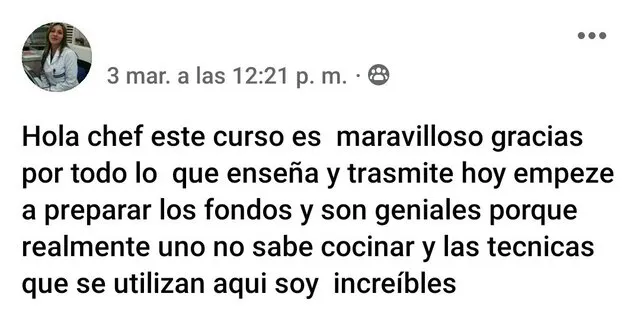 3 mar. a las 12:21 p. m. ·
Hola chef este curso es maravilloso gracias
por todo lo que enseña y trasmite hoy empeze
a preparar los fondos y son geniales porque
realmente uno no sabe cocinar y las tecnicas
que se utilizan aqui soy increíbles